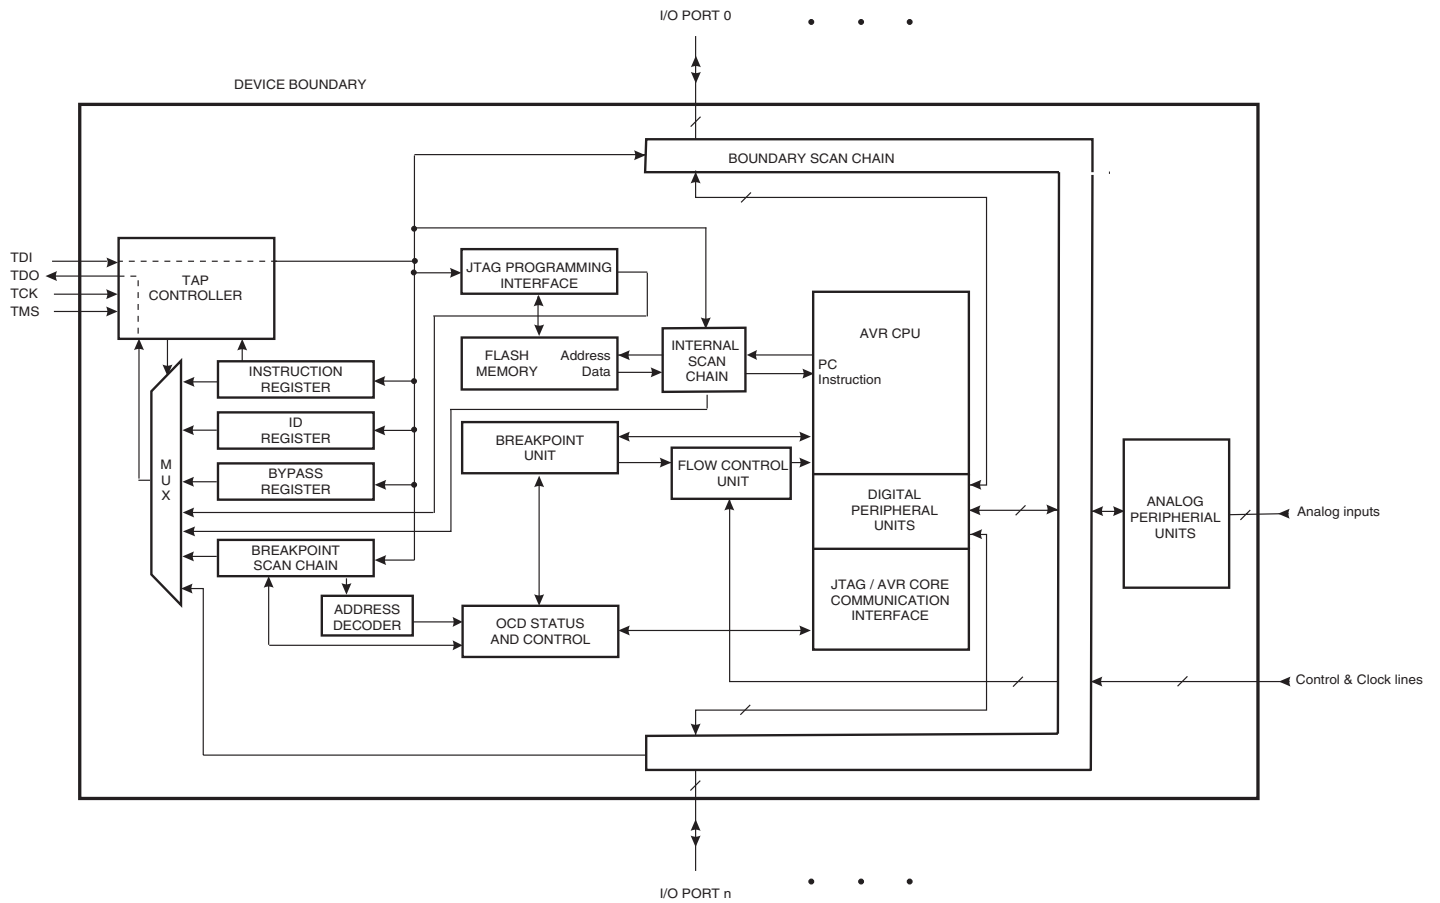 I/O PORT 0
DEVICE BOUNDARY
BOUNDARY SCAN CHAIN
TDI
TDO
TCK
TMS
TAP
CONTROLLER
JTAG PROGRAMMING
INTERFACE
AVR CPU
FLASH
MEMORY
Address
Data
INTERNAL
SCAN
CHAIN
PC
Instruction
INSTRUCTION
REGISTER
ID
REGISTER
M
U
X
BYPASS
REGISTER
BREAKPOINT
UNIT
FLOW CONTROL
UNIT
DIGITAL
PERIPHERAL
UNITS
ANALOG
PERIPHERIAL
UNITS
Analog inputs
BREAKPOINT
SCAN CHAIN
ADDRESS
DECODER
OCD STATUS
AND CONTROL
JTAG / AVR CORE
COMMUNICATION
INTERFACE
Control & Clock lines
I/O PORT n